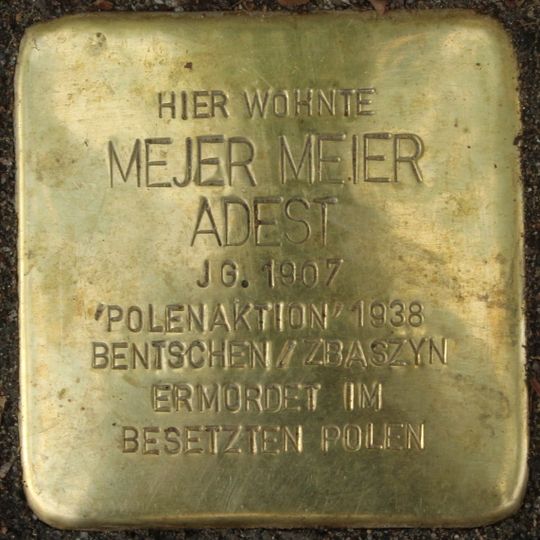 HIER WOHNTE
MEJER MEIER
ADEST
JG. 1907
'POLENAKTION' 1938
BENTSCHEN / ZBASZYN
ERMORDET IM
BESETZTEN POLEN